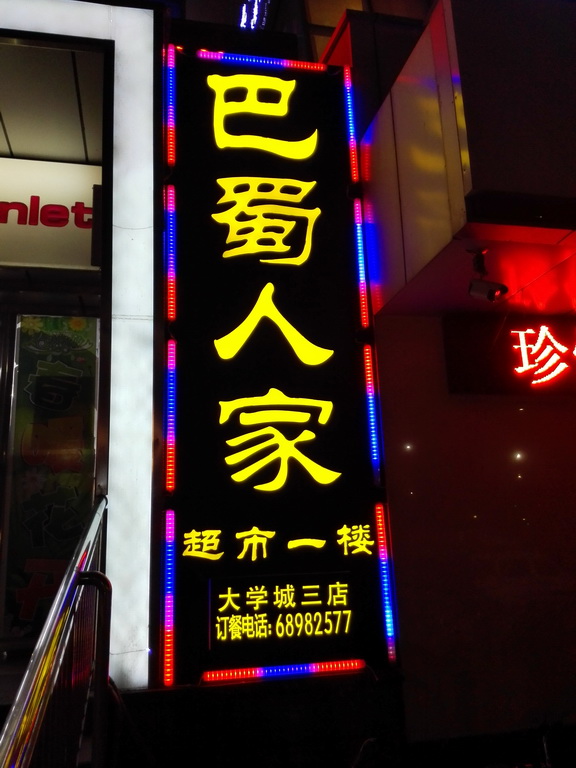 巴蜀人家
超市一楼
大学城三店
订餐电话:68982577
nlet
珍